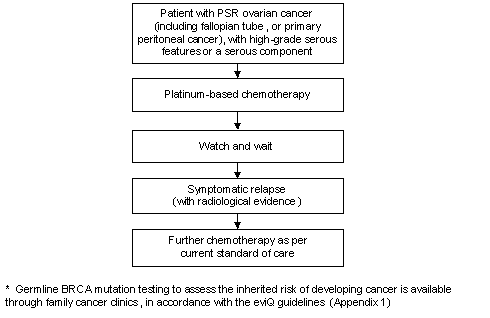 Patient with PSR ovarian cancer
(including fallopian tube, or primary
peritoneal cancer), with high-grade serous
features or a serous component
Platinum-based chemotherapy
Watch and wait
Symptomatic relapse
(with radiological evidence)
Further chemotherapy as per
current standard of care
* Germline BRCA mutation testing to assess the inherited risk of developing cancer is available
through family cancer clinics, in accordance with the eviQ guidelines (Appendix 1)